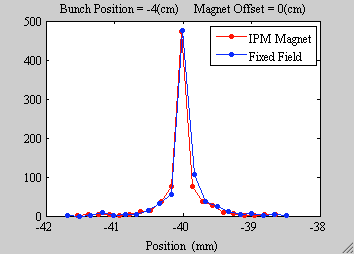 Bunch Position = -4(cm) Magnet Offset = 0(cm)
500
IPM Magnet
Fixed Field
400
300
200
100
0
-42 -41 -40 -39 -38
Position (mm)